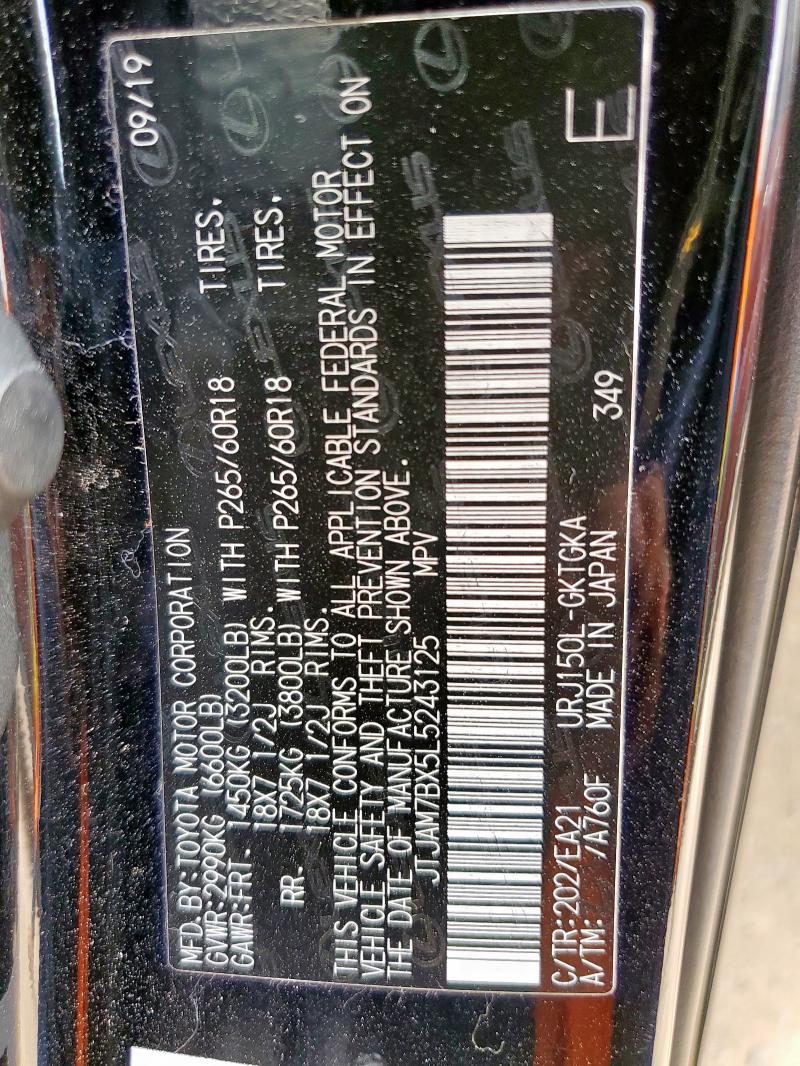 MFD.BY:TOYOTA MOTOR CORPORATION 09/19
GVWR:2990KG (6600LB)
GAWR:FRT. 1450KG (3200LB) WITH P265/60R18 TIRES,
18X7 1/2J RIMS.
RR. 1725KG (3800LB) WITH P265/60R18 TIRES,
18X7 1/2J RIMS.
THIS VEHICLE CONFORMS TO ALL APPLICABLE FEDERAL MOTOR
VEHICLE SAFETY AND THEFT PREVENTION STANDARDS IN EFFECT ON
THE DATE OF MANUFACTURE SHOWN ABOVE.
JTJAM7BX5L5243125 MPV
C/TR:202/EA21 URJ150L-GKTGKA
A/TM: /A760F MADE IN JAPAN 349 E